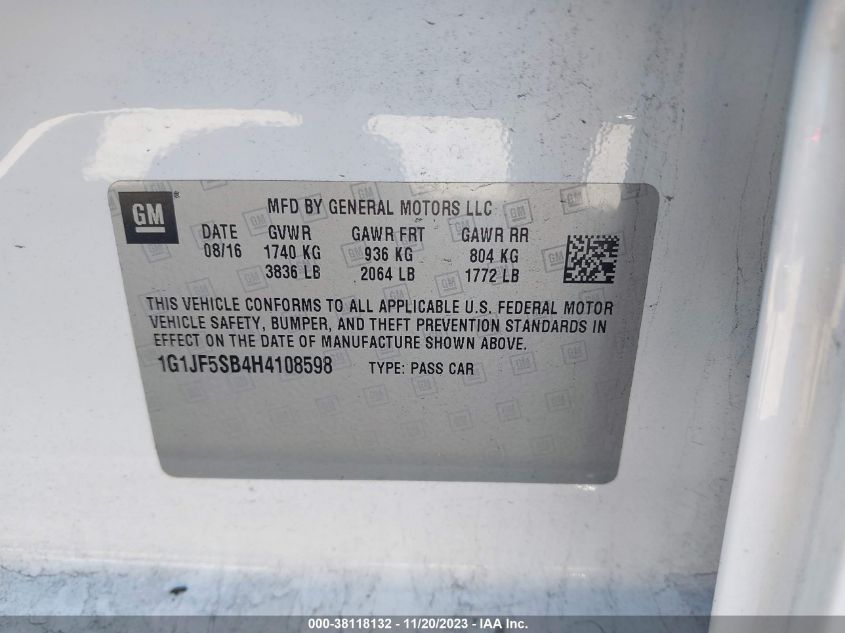 GM ®
MFD BY GENERAL MOTORS LLC
DATE GVWR GAWR FRT GAWR RR
08/16 1740 KG 936 KG 804 KG
3836 LB 2064 LB 1772 LB
THIS VEHICLE CONFORMS TO ALL APPLICABLE U.S. FEDERAL MOTOR
VEHICLE SAFETY, BUMPER, AND THEFT PREVENTION STANDARDS IN
EFFECT ON THE DATE OF MANUFACTURE SHOWN ABOVE.
1G1JF5SB4H4108598 TYPE: PASS CAR
000-38118132 - 11/20/2023 - Copyright © 2023 IAA, Inc.